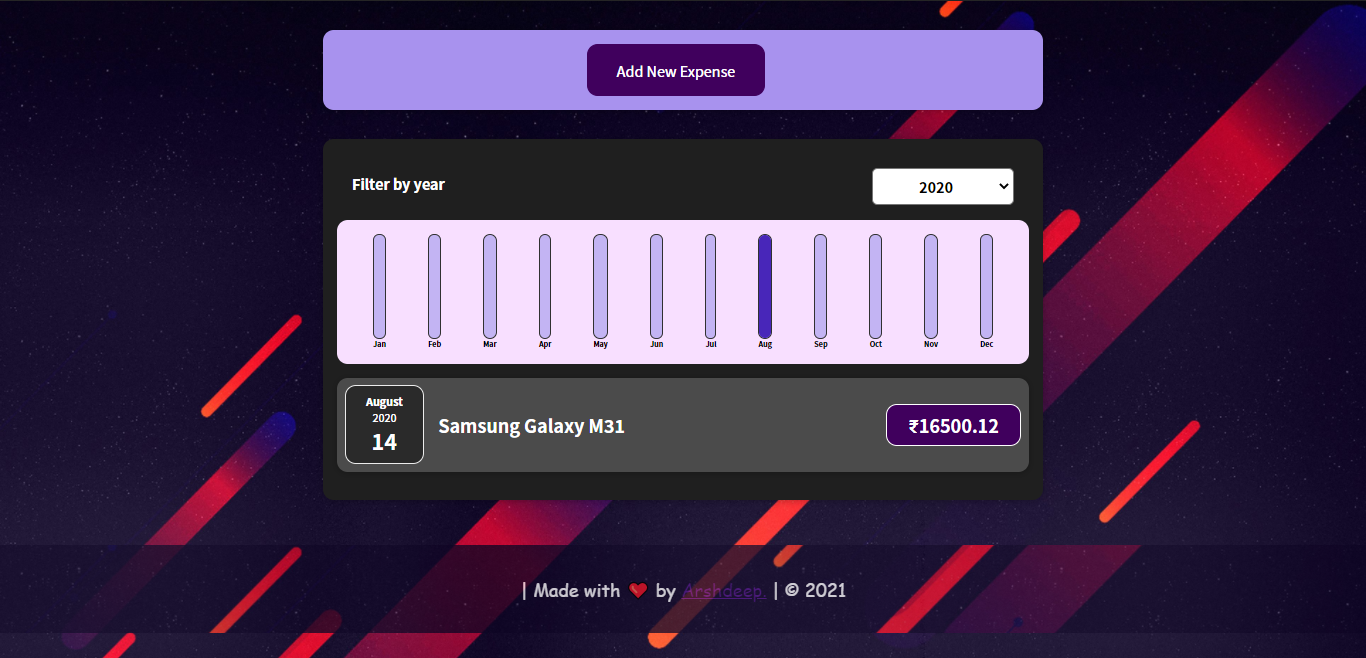 Add New Expense
Filter by year
2020
Jan Feb Mar Apr May Jun Jul Aug Sep Oct Nov Dec
August
2020
14
Samsung Galaxy M31
₹16500.12
| Made with ❤️ by Arshdeep. | © 2021